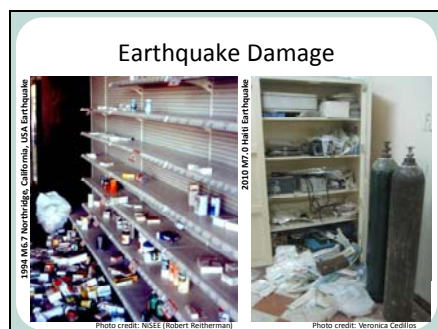 Earthquake Damage
1994 M6.7 Northridge, California, USA Earthquake
2010 M7.0 Haiti Earthquake
Photo credit: NISEE (Robert Reitherman)
Photo credit: Veronica Cedillos